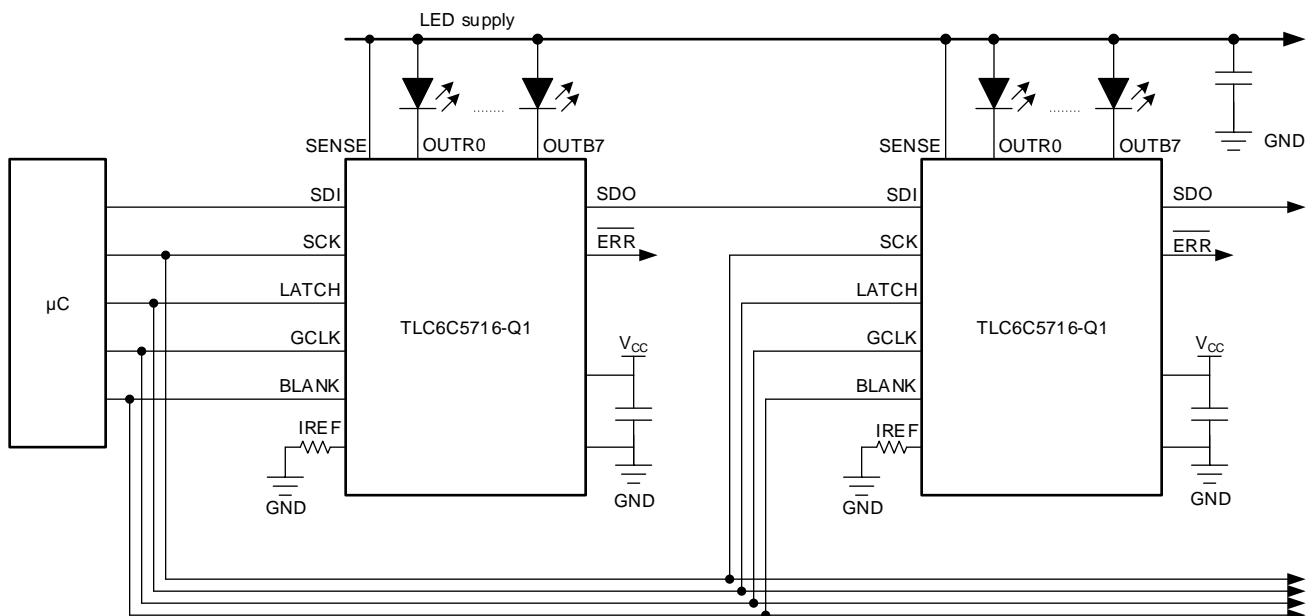 LED supply
SENSE
OUTR0
OUTB7
SENSE
OUTR0
OUTB7
GND
µC
SDI
SCK
LATCH
GCLK
BLANK
IREF
GND
TLC6C5716-Q1
SDO
ERR
VCC
GND
SDI
SCK
LATCH
GCLK
BLANK
IREF
GND
TLC6C5716-Q1
SDO
ERR
VCC
GND